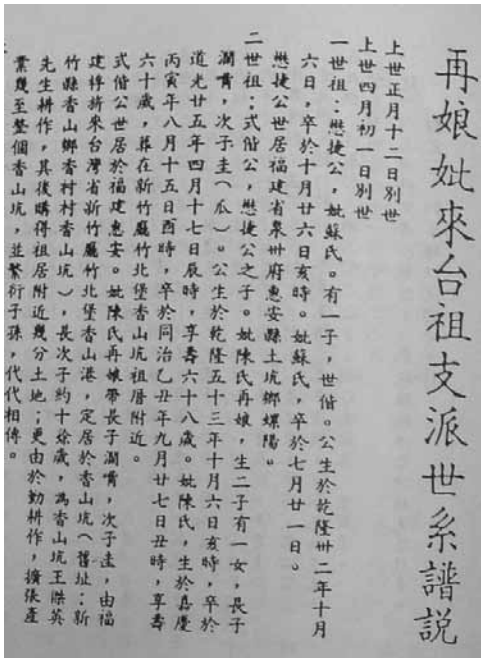 再娘妣來台祖支派世系譜說
上世正月十二日別世
上世四月初一日別世
一世祖：懋捷公，妣蘇氏。有一子，世偕。公生於乾隆卅二年十月
六日，卒於十月廿六日亥時。妣蘇氏，卒於七月廿一日。
懋捷公世居福建省泉州府惠安縣土坑鄉螺陽。
二世祖：式偕公，懋捷公之子。妣陳氏再娘，生二子有一女，長子
澗嘗，次子圭（瓜）。公生於乾隆五十三年十月六日亥時，卒於
道光廿五年四月十七日辰時，享壽六十八歲。妣陳氏，生於嘉慶
丙寅年八月十五日酉時，卒於同治乙丑年九月廿七日丑時，享壽
六十歲，葬在新竹廳竹北堡香山坑祖厝附近。
式偕公世居於福建惠安。妣陳氏再娘帶長子澗嘗，次子圭，由福
建梓桥來台灣省新竹廳竹北堡香山港，定居於香山坑（舊址：新
竹縣香山鄉香村村香山坑），長次子約十餘歲，為香山坑王傑英
先生耕作，其後購得祖居附近幾分土地；更由於勤耕作，擴張產
業幾至整個香山坑，並繁衍子孫，代代相傳。